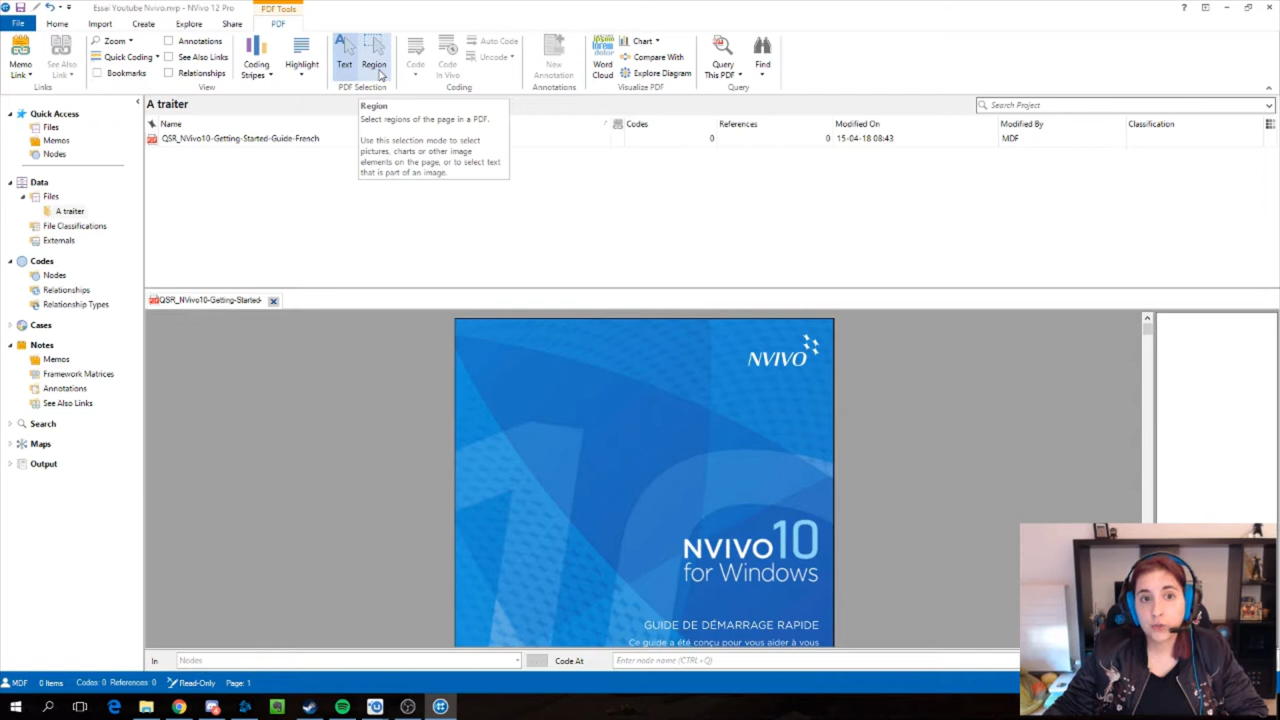 Essai Youtube Nvivo.nvp - NVivo 12 Pro
PDF Tools
File Home Import Create Explore Share PDF
Memo Link
See Also Link
Links
Zoom Annotations
Quick Coding See Also Links
Bookmarks Relationships
View
Coding Stripes
Highlight
Text
Region
PDF Selection
Code
Code In Vivo
Auto Code
Uncode
Coding
New Annotation
Annotations
Word Cloud
Chart
Compare With
Explore Diagram
Visualize PDF
Query This PDF
Find
Query
Region
Select regions of the page in a PDF.
Use this selection mode to select
pictures, charts or other image
elements on the page, or to select text
that is part of an image.
Quick Access
Files
Memos
Nodes
Data
Files
A traiter
File Classifications
Externals
Codes
Nodes
Relationships
Relationship Types
Cases
Notes
Memos
Framework Matrices
Annotations
See Also Links
Search
Maps
Output
A traiter
Search Project
Name Codes References Modified On Modified By Classification
QSR_NVivo10-Getting-Started-Guide-French 0 0 15-04-18 08:43 MDF
QSR_NVivo10-Getting-Started-
NVIVO
NVIVO10
for Windows
GUIDE DE DÉMARRAGE RAPIDE
Ce guide a été conçu pour vous aider à vous
In Nodes Code At Enter node name (CTRL+Q)
MDF 0 Items Codes: 0 References: 0 Read-Only Page: 1